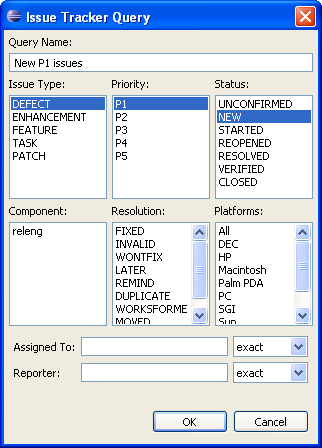 Issue Tracker Query
Query Name:
New P1 issues
Issue Type:
DEFECT
ENHANCEMENT
FEATURE
TASK
PATCH
Priority:
P1
P2
P3
P4
P5
Status:
UNCONFIRMED
NEW
STARTED
REOPENED
RESOLVED
VERIFIED
CLOSED
Component:
releng
Resolution:
FIXED
INVALID
WONTFIX
LATER
REMIND
DUPLICATE
WORKSFORME
MOVED
Platforms:
All
DEC
HP
Macintosh
Palm PDA
PC
SGI
Sun
Assigned To:
exact
Reporter:
exact
OK
Cancel